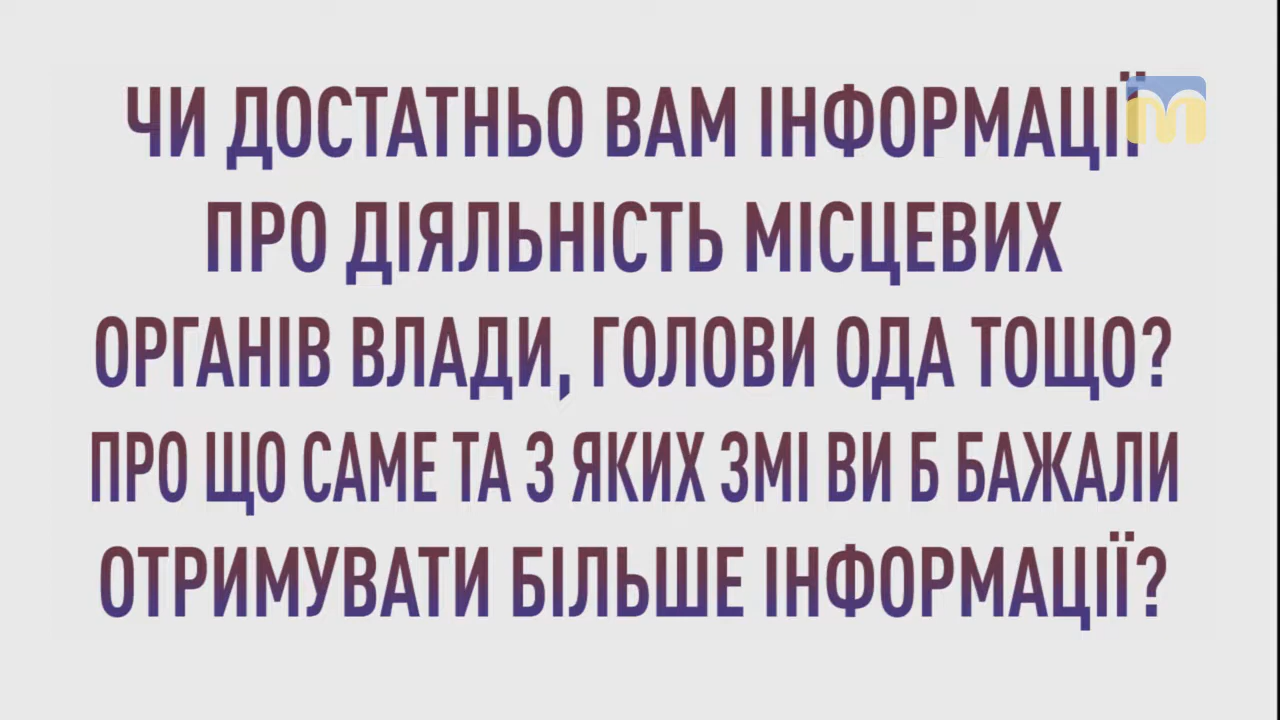 ЧИ ДОСТАТНЬО ВАМ ІНФОРМАЦІЇ
ПРО ДІЯЛЬНІСТЬ МІСЦЕВИХ
ОРГАНІВ ВЛАДИ, ГОЛОВИ ОДА ТОЩО?
ПРО ЩО САМЕ ТА З ЯКИХ ЗМІ ВИ Б БАЖАЛИ
ОТРИМУВАТИ БІЛЬШЕ ІНФОРМАЦІЇ?